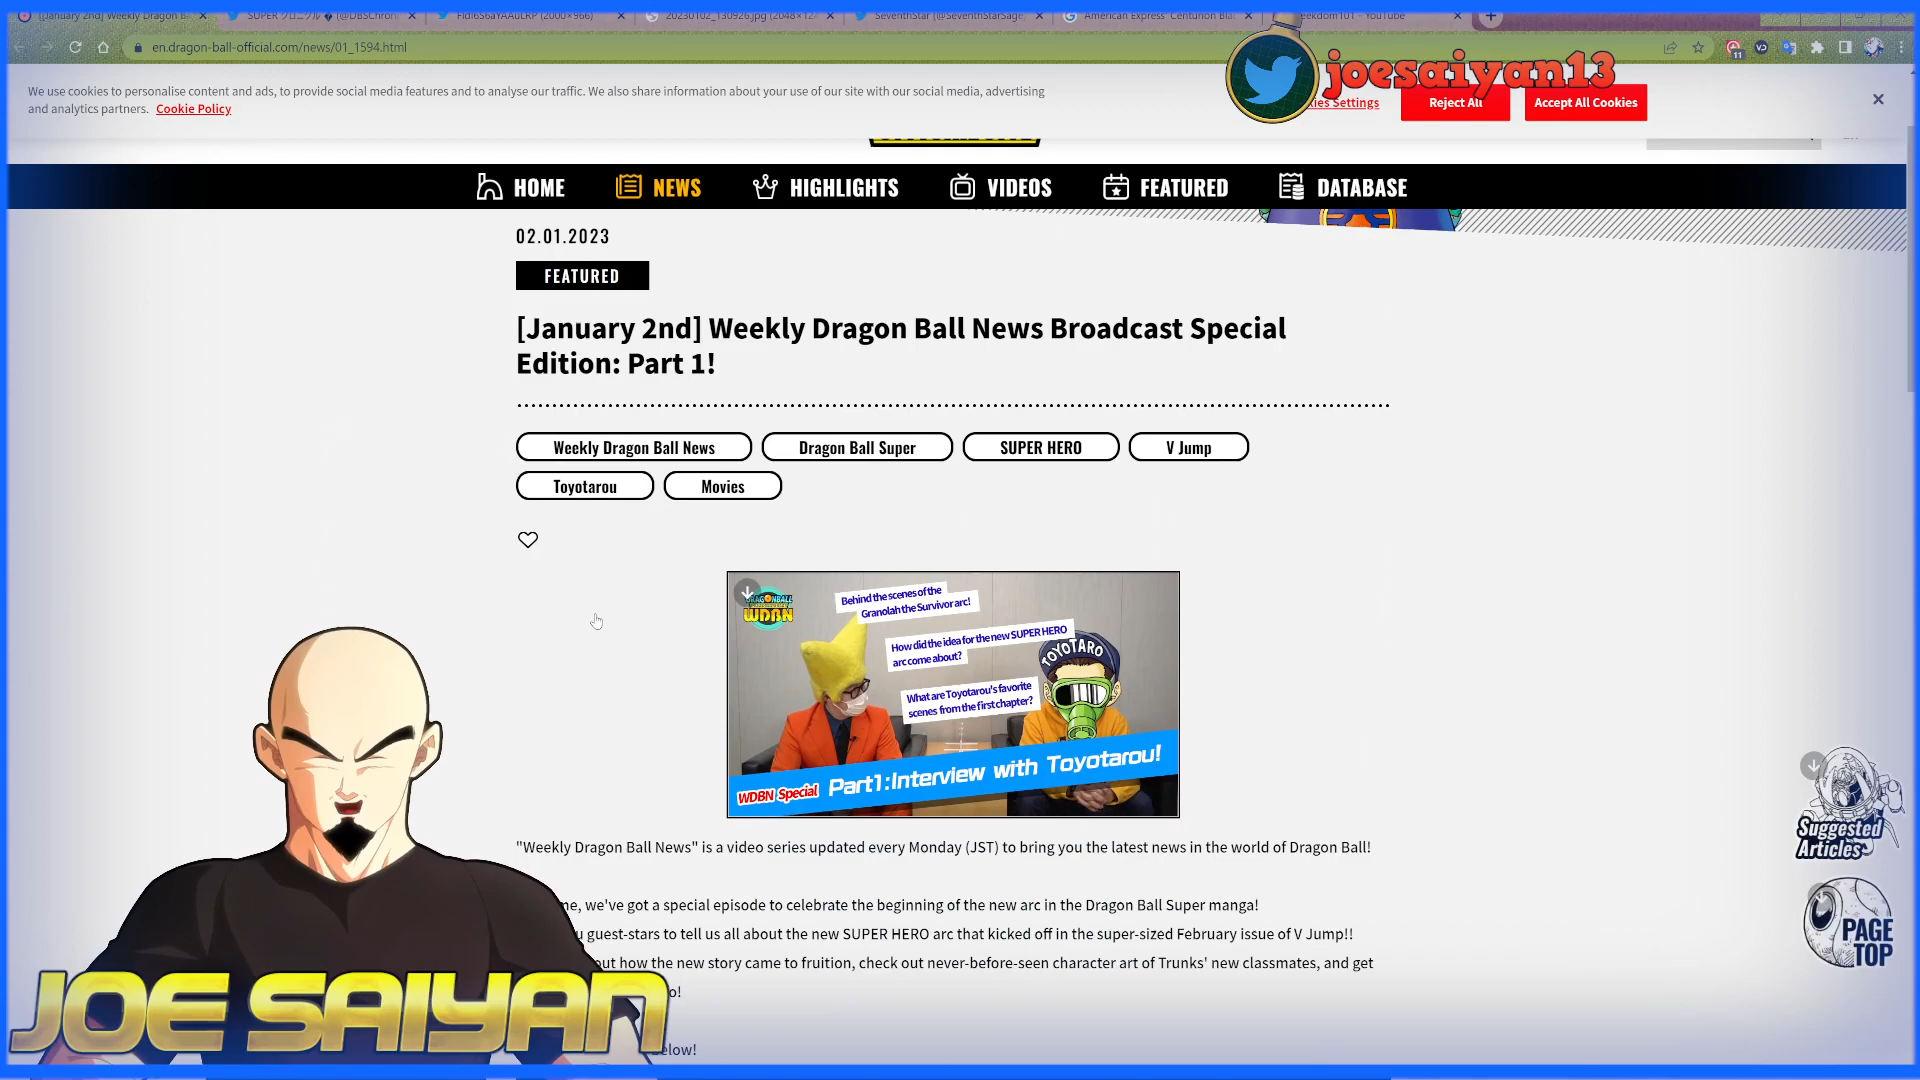 [January 2nd] Weekly Dragon B
SUPER クロニクル � (@DBSChron
FldI6S6aYAAuLRP (2000×966)
20230102_130926.jpg (2048×12
SeventhStar (@SeventhStarSage
American Express' Centurion Bla
eekdom101 - YouTube
en.dragon-ball-official.com/news/01_1594.html
11
joesaiyan13
We use cookies to personalise content and ads, to provide social media features and to analyse our traffic. We also share information about your use of our site with our social media, advertising
and analytics partners. Cookie Policy
ies Settings
Reject All
Accept All Cookies
HOME
NEWS
HIGHLIGHTS
VIDEOS
FEATURED
DATABASE
02.01.2023
FEATURED
[January 2nd] Weekly Dragon Ball News Broadcast Special
Edition: Part 1!
Weekly Dragon Ball News
Dragon Ball Super
SUPER HERO
V Jump
Toyotarou
Movies
DRAGONBALL
WDBN
Behind the scenes of the
Granolah the Survivor arc!
How did the idea for the new SUPER HERO
arc come about?
What are Toyotarou's favorite
scenes from the first chapter?
TOYOTARO
WDBN Special
Part1:Interview with Toyotarou!
"Weekly Dragon Ball News" is a video series updated every Monday (JST) to bring you the latest news in the world of Dragon Ball!
me, we've got a special episode to celebrate the beginning of the new arc in the Dragon Ball Super manga!
u guest-stars to tell us all about the new SUPER HERO arc that kicked off in the super-sized February issue of V Jump!!
out how the new story came to fruition, check out never-before-seen character art of Trunks' new classmates, and get
o!
below!
Suggested
Articles
PAGE
TOP
JOE SAIYAN